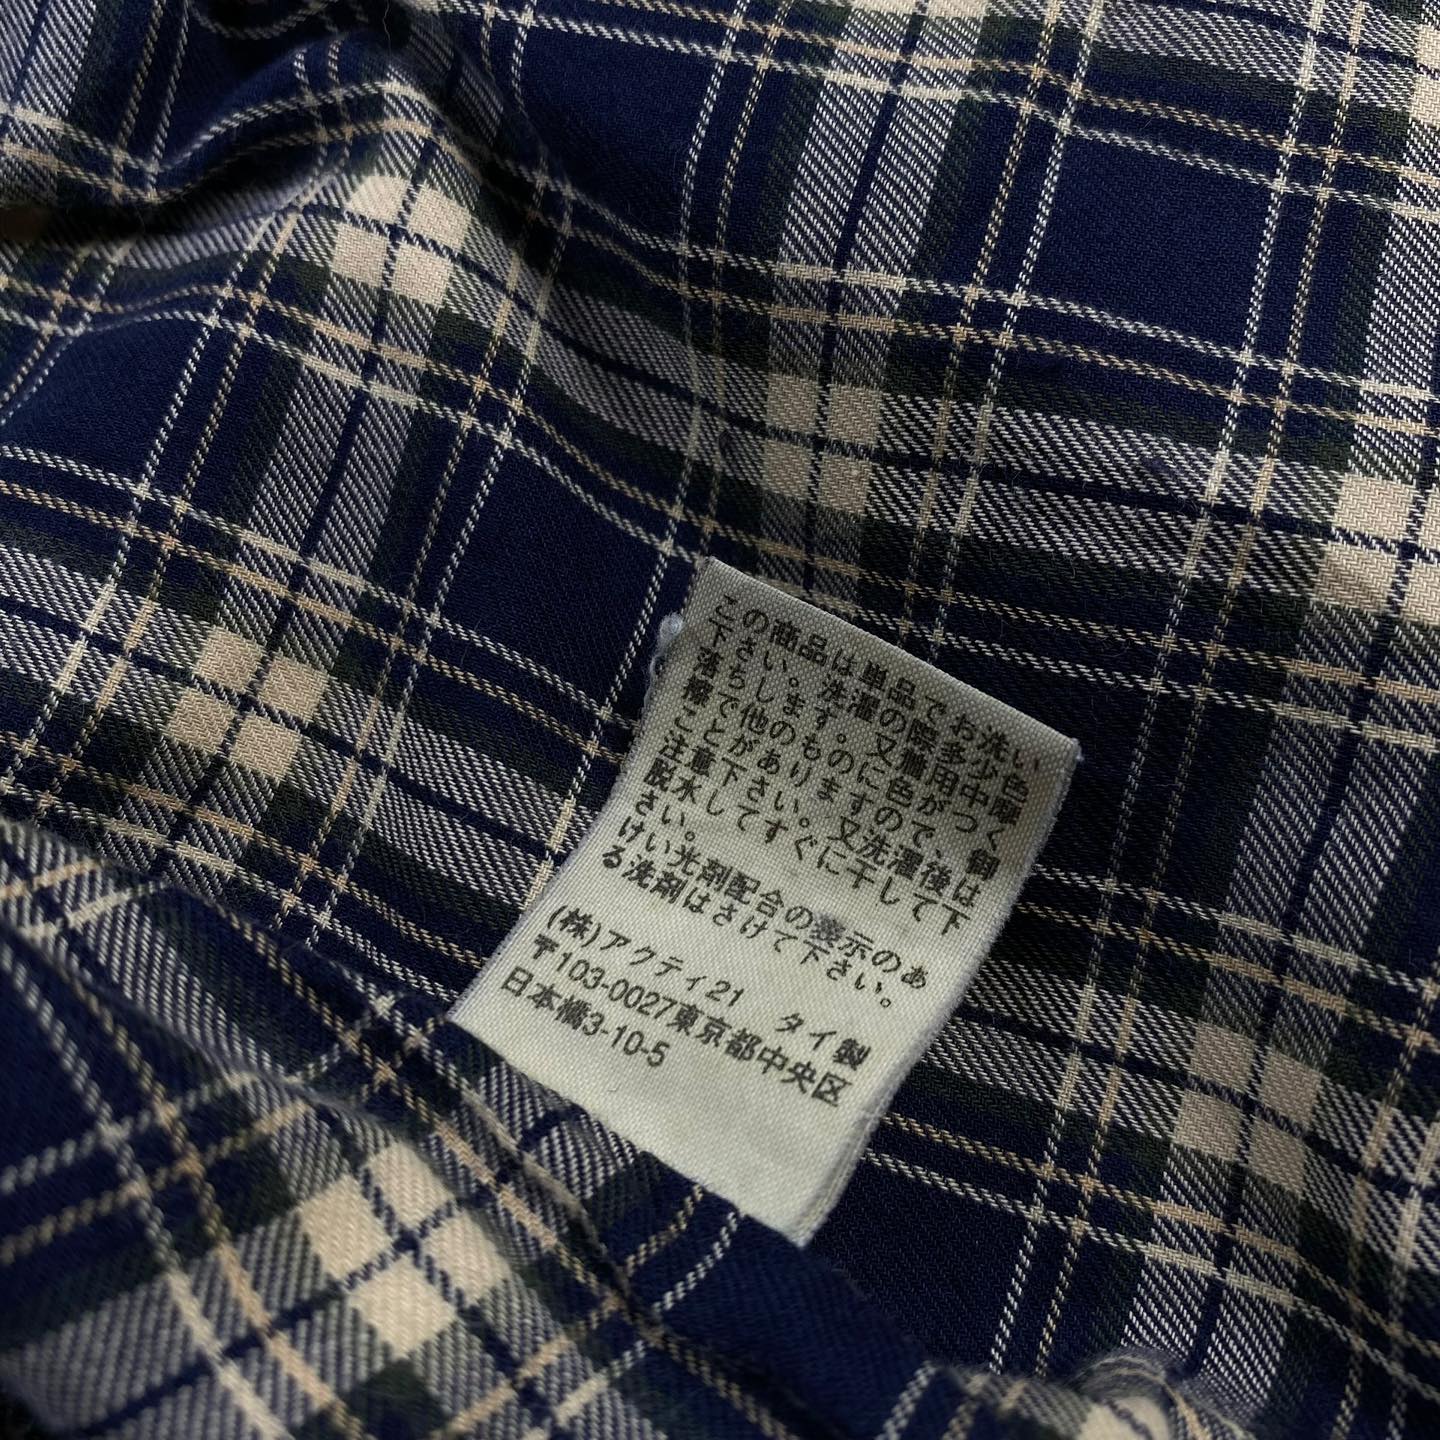 この商品は単品でお洗い
下さい。洗濯の際多少色
落ちします。又着用中摩
擦で他のものに色がつく
ことがありますので、御
注意下さい。又洗濯後は
脱水してすぐに干して下
さい。
けい光剤配合の表示のあ
る洗剤はさけて下さい。
(株)アクティ21 タイ製
〒103-0027東京都中央区
日本橋3-10-5